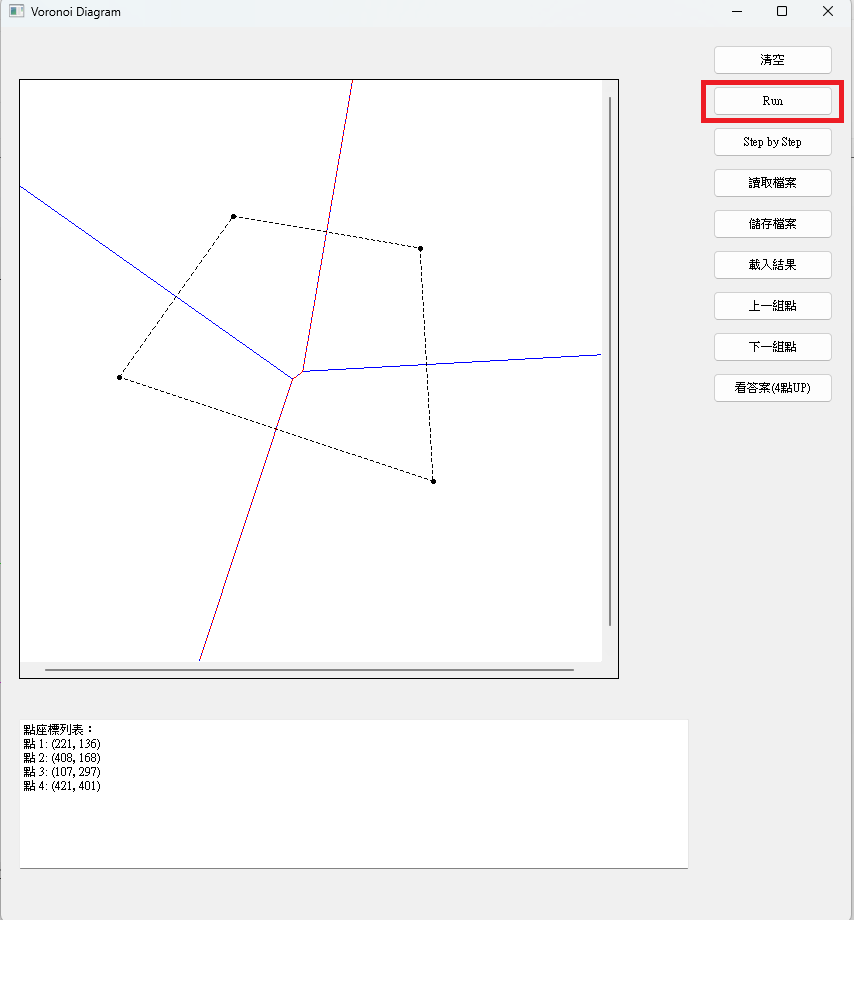 Voronoi Diagram
清空
Run
Step by Step
讀取檔案
儲存檔案
載入結果
上一組點
下一組點
看答案(4點UP)
點座標列表：
點 1: (221, 136)
點 2: (408, 168)
點 3: (107, 297)
點 4: (421, 401)